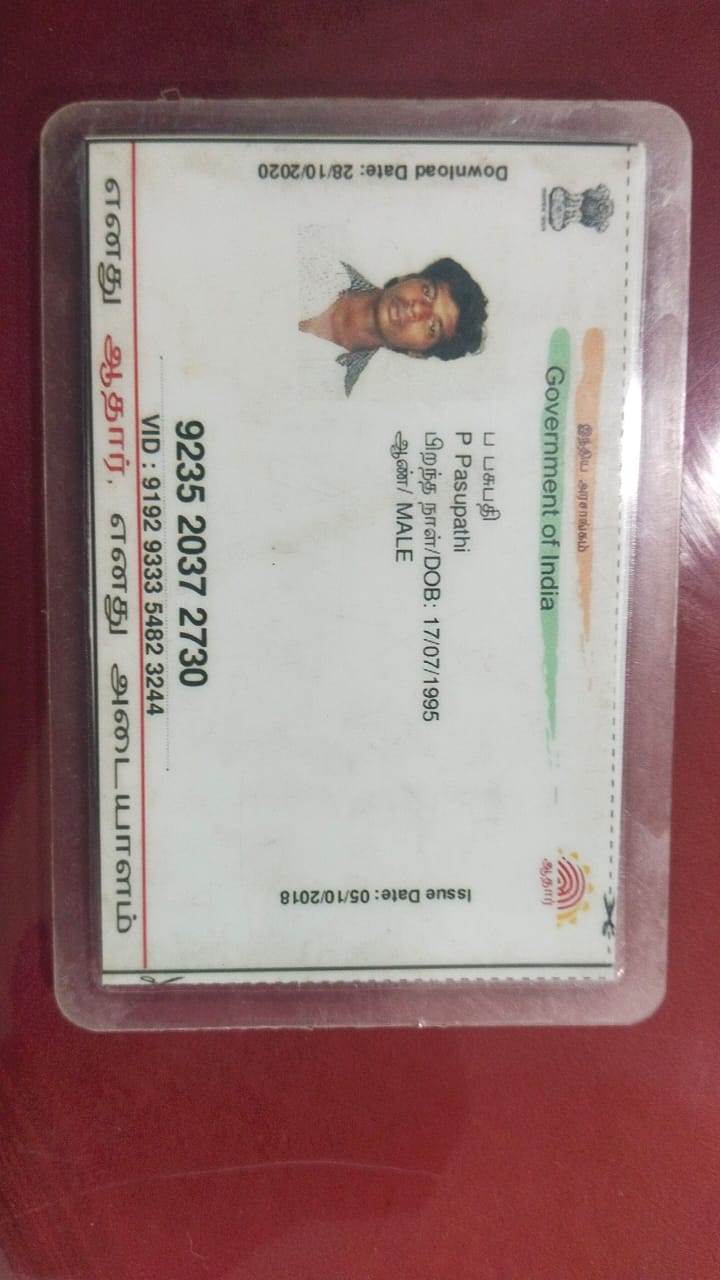 இந்திய அரசாங்கம்
Government of India
Download Date: 28/10/2020
ப பசுபதி
P Pasupathi
பிறந்த நாள்/DOB: 17/07/1995
ஆண்/ MALE
Issue Date: 05/10/2018
ஆதார்
9235 2037 2730
VID : 9192 9333 5482 3244
எனது ஆதார், எனது அடையாளம்